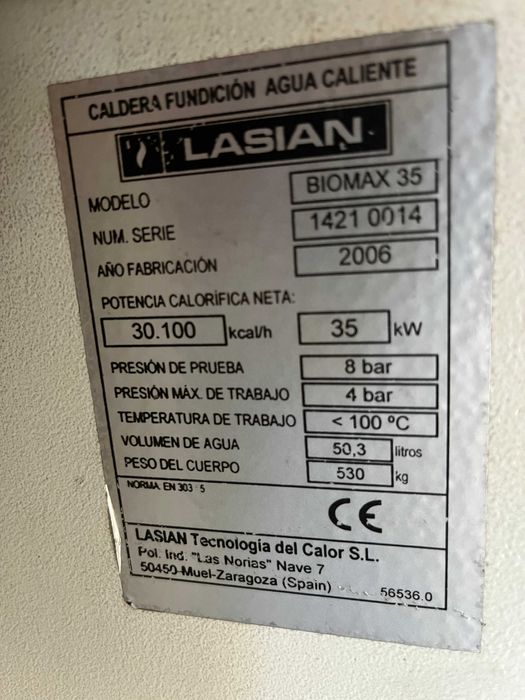 CALDERA FUNDICIÓN AGUA CALIENTE
LASIAN
MODELO BIOMAX 35
NUM. SERIE 1421 0014
AÑO FABRICACIÓN 2006
POTENCIA CALORÍFICA NETA:
30.100 kcal/h 35 kW
PRESIÓN DE PRUEBA 8 bar
PRESIÓN MÁX. DE TRABAJO 4 bar
TEMPERATURA DE TRABAJO < 100 ºC
VOLUMEN DE AGUA 50,3 litros
PESO DEL CUERPO 530 kg
NORMA EN 303 5
CE
LASIAN Tecnología del Calor S.L.
Pol. Ind. "Las Norias" Nave 7
50450-Muel-Zaragoza (Spain)
56536.0